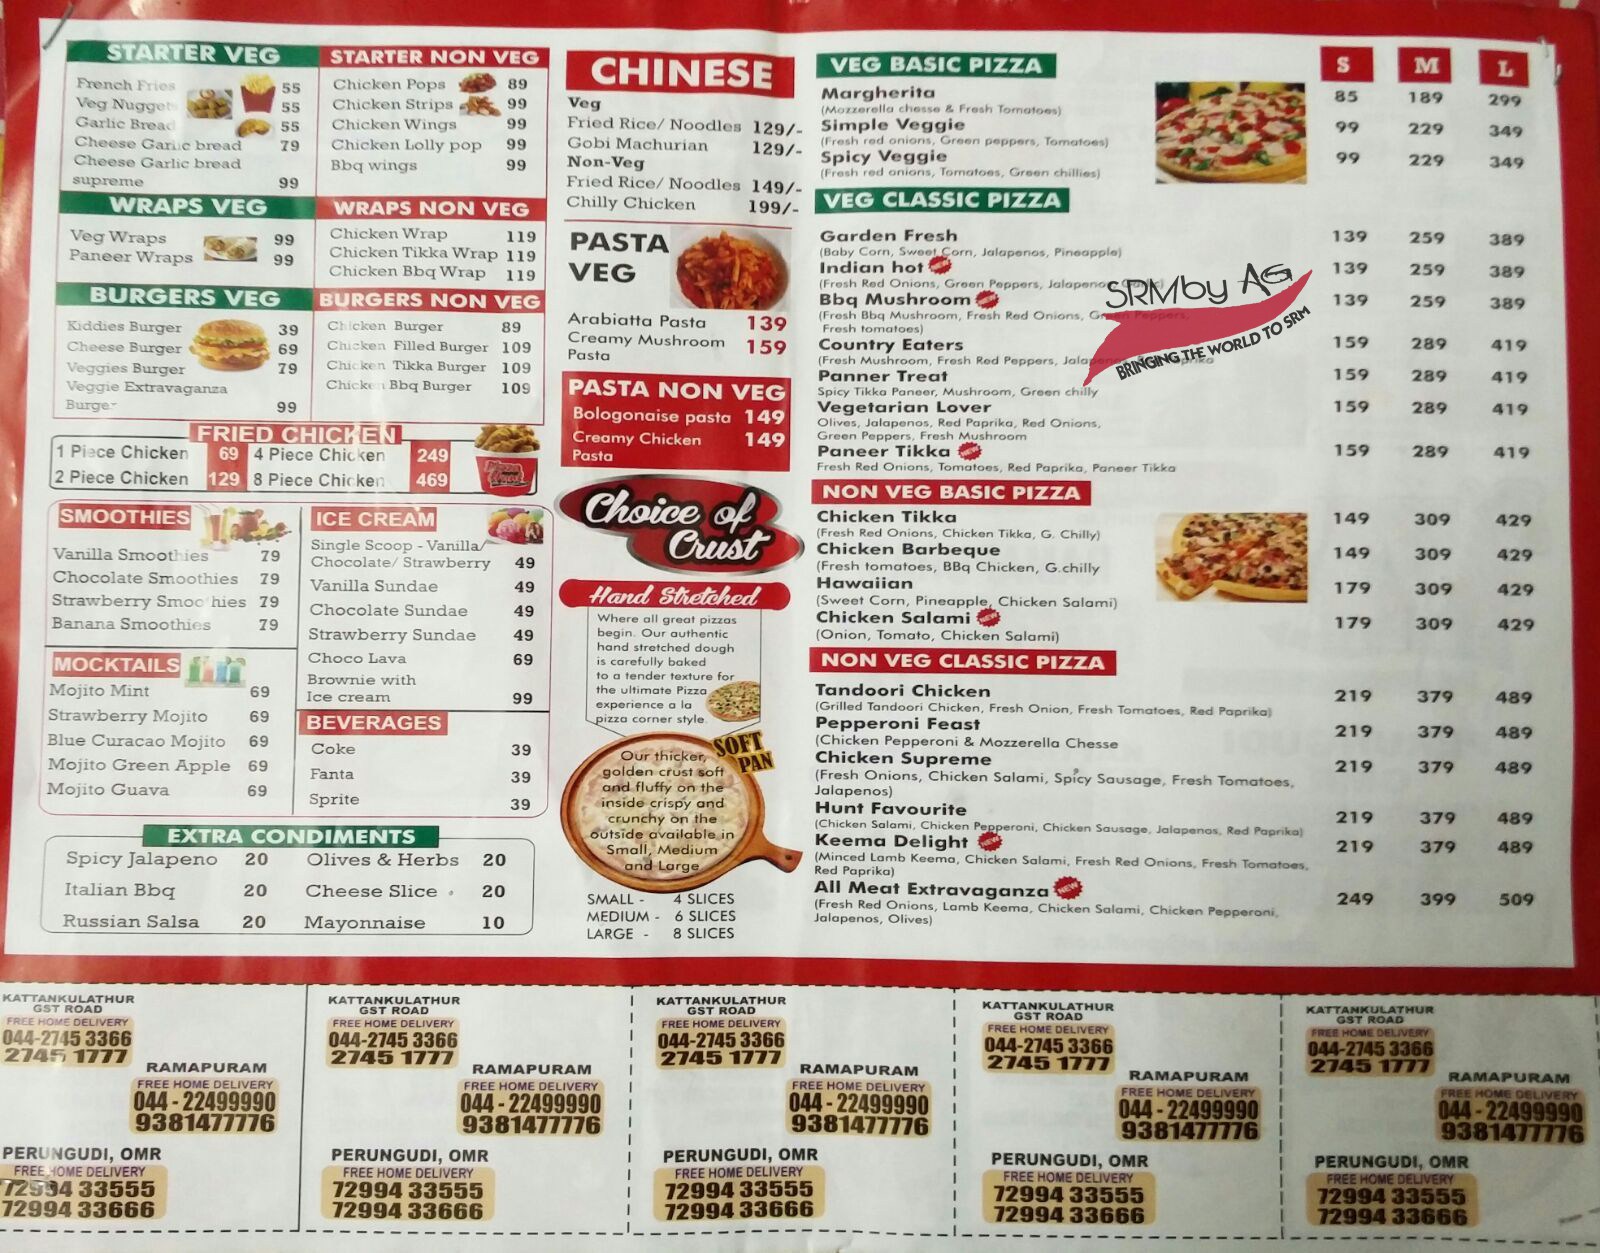 STARTER VEG
French Fries 55
Veg Nugget 55
Garlic Bread 55
Cheese Garlic bread 79
Cheese Garlic bread
supreme 99
WRAPS VEG
Veg Wraps 99
Paneer Wraps 99
BURGERS VEG
Kiddies Burger 39
Cheese Burger 69
Veggies Burger 79
Veggie Extravaganza
Burger 99
STARTER NON VEG
Chicken Pops 89
Chicken Strips 99
Chicken Wings 99
Chicken Lolly pop 99
Bbq wings 99
WRAPS NON VEG
Chicken Wrap 119
Chicken Tikka Wrap 119
Chicken Bbq Wrap 119
BURGERS NON VEG
Chicken Burger 89
Chicken Filled Burger 109
Chicken Tikka Burger 109
Chicken Bbq Burger 109
FRIED CHICKEN
1 Piece Chicken 69 4 Piece Chicken 249
2 Piece Chicken 129 8 Piece Chicken 469
SMOOTHIES
Vanilla Smoothies 79
Chocolate Smoothies 79
Strawberry Smoothies 79
Banana Smoothies 79
MOCKTAILS
Mojito Mint 69
Strawberry Mojito 69
Blue Curacao Mojito 69
Mojito Green Apple 69
Mojito Guava 69
ICE CREAM
Single Scoop - Vanilla/
Chocolate/ Strawberry 49
Vanilla Sundae 49
Chocolate Sundae 49
Strawberry Sundae 49
Choco Lava 69
Brownie with
Ice cream 99
BEVERAGES
Coke 39
Fanta 39
Sprite 39
EXTRA CONDIMENTS
Spicy Jalapeno 20 Olives & Herbs 20
Italian Bbq 20 Cheese Slice 20
Russian Salsa 20 Mayonnaise 10
CHINESE
Veg
Fried Rice/ Noodles 129/-
Gobi Machurian 129/-
Non-Veg
Fried Rice/ Noodles 149/-
Chilly Chicken 199/-
PASTA
VEG
Arabiatta Pasta 139
Creamy Mushroom 159
Pasta
PASTA NON VEG
Bologonaise pasta 149
Creamy Chicken 149
Pasta
Choice of
Crust
Hand Stretched
Where all great pizzas
begin. Our authentic
hand stretched dough
is carefully baked
to a tender texture for
the ultimate Pizza
experience a la
pizza corner style.
SOFT
PAN
Our thicker,
golden crust soft
and fluffy on the
inside crispy and
crunchy on the
outside available in
Small, Medium
and Large
SMALL - 4 SLICES
MEDIUM - 6 SLICES
LARGE - 8 SLICES
VEG BASIC PIZZA S M L
Margherita 85 189 299
(Mozzerella chesse & Fresh Tomatoes)
Simple Veggie 99 229 349
(Fresh red onions, Green peppers, Tomatoes)
Spicy Veggie 99 229 349
(Fresh red onions, Tomatoes, Green chillies)
VEG CLASSIC PIZZA
Garden Fresh 139 259 389
(Baby Corn, Sweet Corn, Jalapenos, Pineapple)
Indian hot NEW 139 259 389
(Fresh Red Onions, Green Peppers, Jalapenos
Bbq Mushroom NEW 139 259 389
(Fresh Bbq Mushroom, Fresh Red Onions, Green Peppers,
Fresh tomatoes)
Country Eaters 159 289 419
(Fresh Mushroom, Fresh Red Peppers,
Panner Treat 159 289 419
Spicy Tikka Paneer, Mushroom, Green chilly
Vegetarian Lover 159 289 419
Olives, Jalapenos, Red Paprika, Red Onions,
Green Peppers, Fresh Mushroom
Paneer Tikka NEW 159 289 419
Fresh Red Onions, Tomatoes, Red Paprika, Paneer Tikka
SRMby AG
BRINGING THE WORLD TO SRM
NON VEG BASIC PIZZA
Chicken Tikka 149 309 429
(Fresh Red Onions, Chicken Tikka, G. Chilly)
Chicken Barbeque 149 309 429
(Fresh tomatoes, BBq Chicken, G.chilly
Hawaiian 179 309 429
(Sweet Corn, Pineapple, Chicken Salami)
Chicken Salami NEW 179 309 429
(Onion, Tomato, Chicken Salami)
NON VEG CLASSIC PIZZA
Tandoori Chicken 219 379 489
(Grilled Tandoori Chicken, Fresh Onion, Fresh Tomatoes, Red Paprika)
Pepperoni Feast 219 379 489
(Chicken Pepperoni & Mozzerella Chesse
Chicken Supreme 219 379 489
(Fresh Onions, Chicken Salami, Spicy Sausage, Fresh Tomatoes,
Jalapenos)
Hunt Favourite 219 379 489
(Chicken Salami, Chicken Pepperoni, Chicken Sausage, Jalapenos, Red Paprika)
Keema Delight NEW 219 379 489
(Minced Lamb Keema, Chicken Salami, Fresh Red Onions, Fresh Tomatoes,
Red Paprika)
All Meat Extravaganza NEW 249 399 509
(Fresh Red Onions, Lamb Keema, Chicken Salami, Chicken Pepperoni,
Jalapenos, Olives)
KATTANKULATHUR
GST ROAD
FREE HOME DELIVERY
044-2745 3366
2745 1777
RAMAPURAM
FREE HOME DELIVERY
044 - 22499990
9381477776
PERUNGUDI, OMR
FREE HOME DELIVERY
72994 33555
72994 33666
KATTANKULATHUR
GST ROAD
FREE HOME DELIVERY
044-2745 3366
2745 1777
RAMAPURAM
FREE HOME DELIVERY
044 - 22499990
9381477776
PERUNGUDI, OMR
FREE HOME DELIVERY
72994 33555
72994 33666
KATTANKULATHUR
GST ROAD
FREE HOME DELIVERY
044-2745 3366
2745 1777
RAMAPURAM
FREE HOME DELIVERY
044 - 22499990
9381477776
PERUNGUDI, OMR
FREE HOME DELIVERY
72994 33555
72994 33666
KATTANKULATHUR
GST ROAD
FREE HOME DELIVERY
044-2745 3366
2745 1777
RAMAPURAM
FREE HOME DELIVERY
044 - 22499990
9381477776
PERUNGUDI, OMR
FREE HOME DELIVERY
72994 33555
72994 33666
KATTANKULATHUR
GST ROAD
FREE HOME DELIVERY
044-2745 3366
2745 1777
RAMAPURAM
FREE HOME DELIVERY
044 - 22499990
9381477776
PERUNGUDI, OMR
FREE HOME DELIVERY
72994 33555
72994 33666